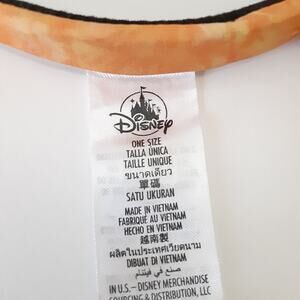 Disney
ONE SIZE
TALLA ÚNICA
TAILLE UNIQUE
ขนาดเดียว
單碼
SATU UKURAN
MADE IN VIETNAM
FABRIQUÉ AU VIETNAM
HECHO EN VIETNAM
越南製
ผลิตในประเทศเวียดนาม
DIBUAT DI VIETNAM
صنع في فيتنام
IN U.S.– DISNEY MERCHANDISE
SOURCING & DISTRIBUTION, LLC